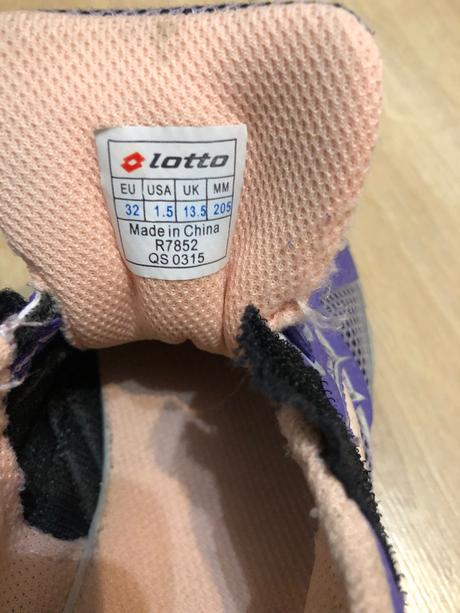 lotto
EU USA UK MM
32 1.5 13.5 205
Made in China
R7852
QS 0315